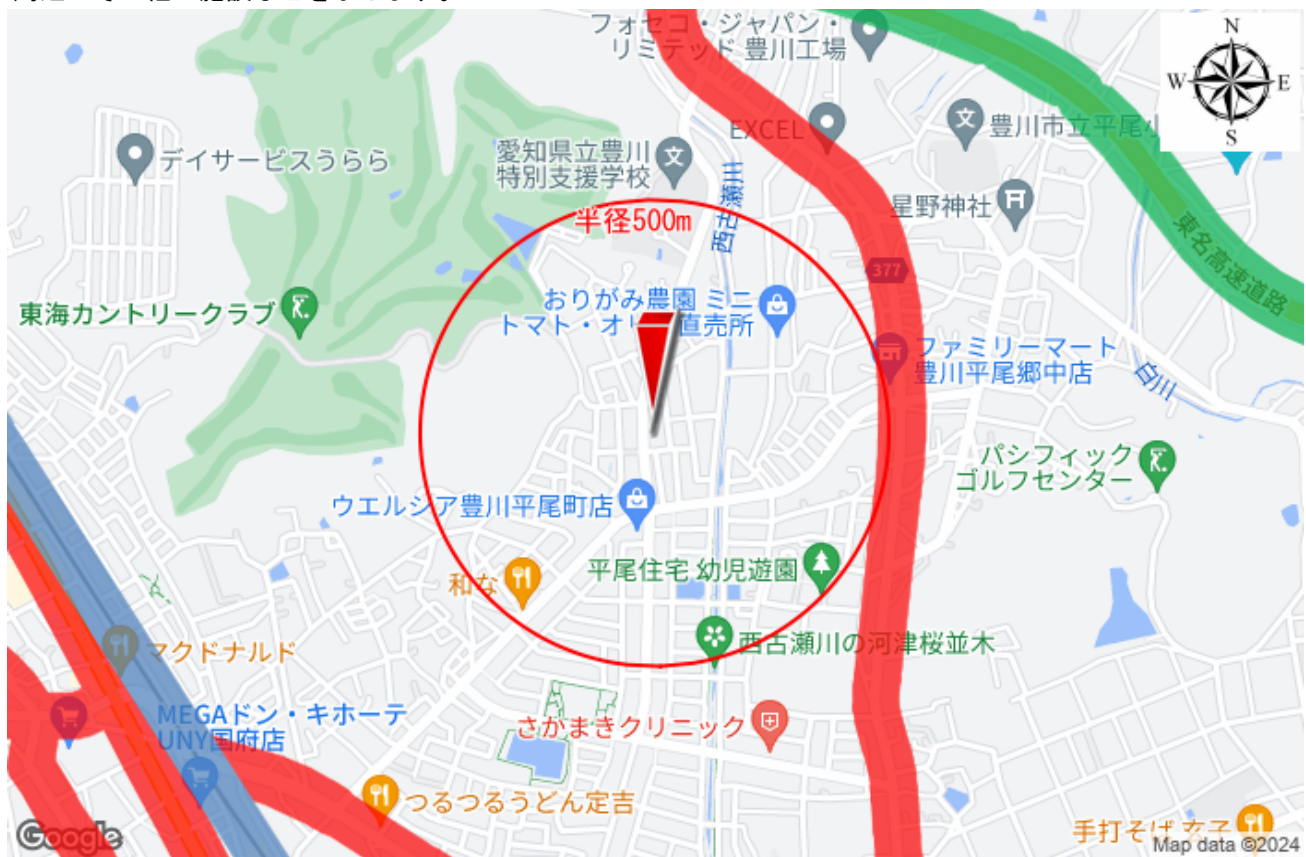 フォセコ・ジャパン・
リミテッド 豊川工場
N
W
E
S
EXCEL
豊川市立平尾小
デイサービスうらら
愛知県立豊川
特別支援学校
西古瀬川
星野神社
半径500m
東名高速道路
377
おりがみ農園 ミニ
トマト・オリ
直売所
東海カントリークラブ
ファミリーマート
豊川平尾郷中店
白川
パシフィック
ゴルフセンター
ウエルシア豊川平尾町店
平尾住宅 幼児遊園
和な
西古瀬川の河津桜並木
マクドナルド
MEGAドン・キホーテ
UNY国府店
さかまきクリニック
つるつるうどん定吉
手打そば
Google
Map data ©2024